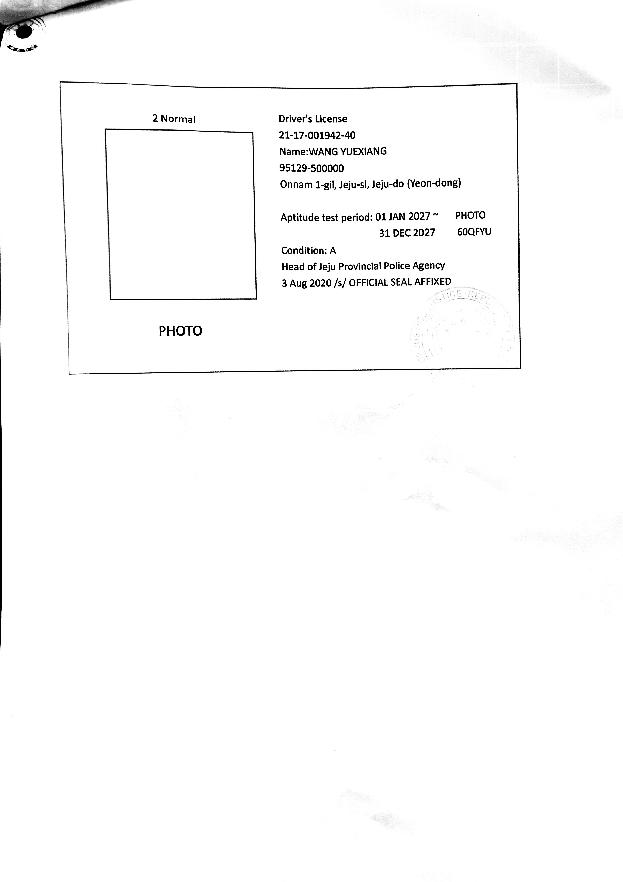 2 Normal
PHOTO
Driver's License
21-17-001942-40
Name:WANG YUEXIANG
95129-500000
Onnam 1-gil, Jeju-si, Jeju-do (Yeon-dong)
Aptitude test period: 01 JAN 2027 ~ PHOTO
31 DEC 2027 60QFYU
Condition: A
Head of Jeju Provincial Police Agency
3 Aug 2020 /s/ OFFICIAL SEAL AFFIXED